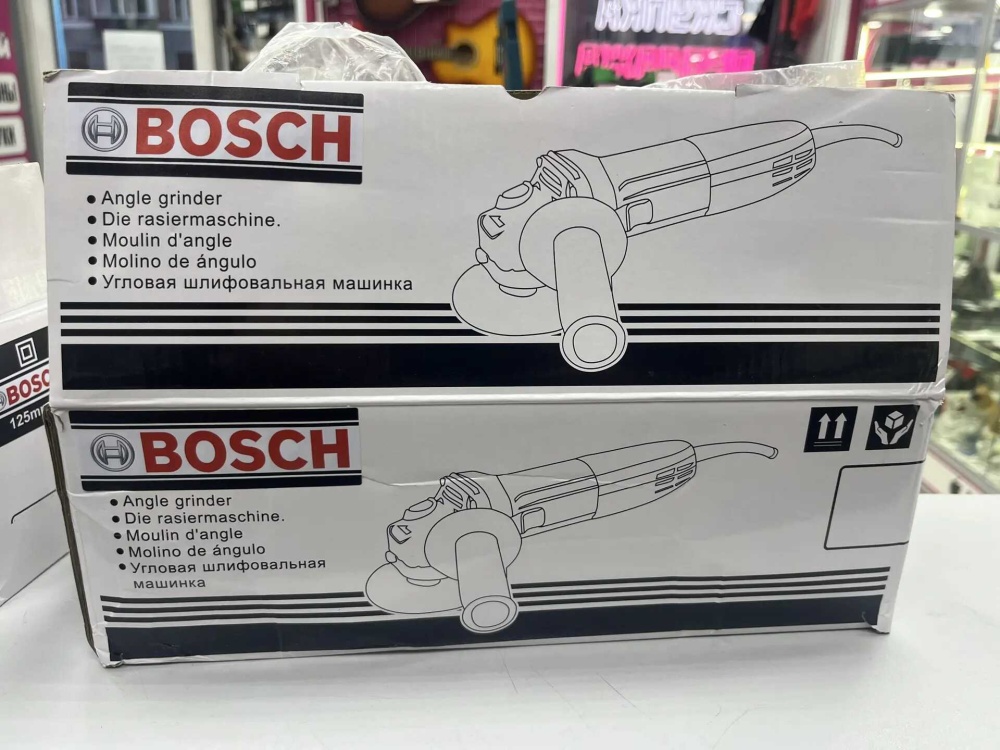 BOSCH
• Angle grinder
• Die rasiermaschine.
• Moulin d'angle
• Molino de ángulo
• Угловая шлифовальная машинка
BOSCH
• Angle grinder
• Die rasiermaschine.
• Moulin d'angle
• Molino de ángulo
• Угловая шлифовальная
машинка
BOSC
125m